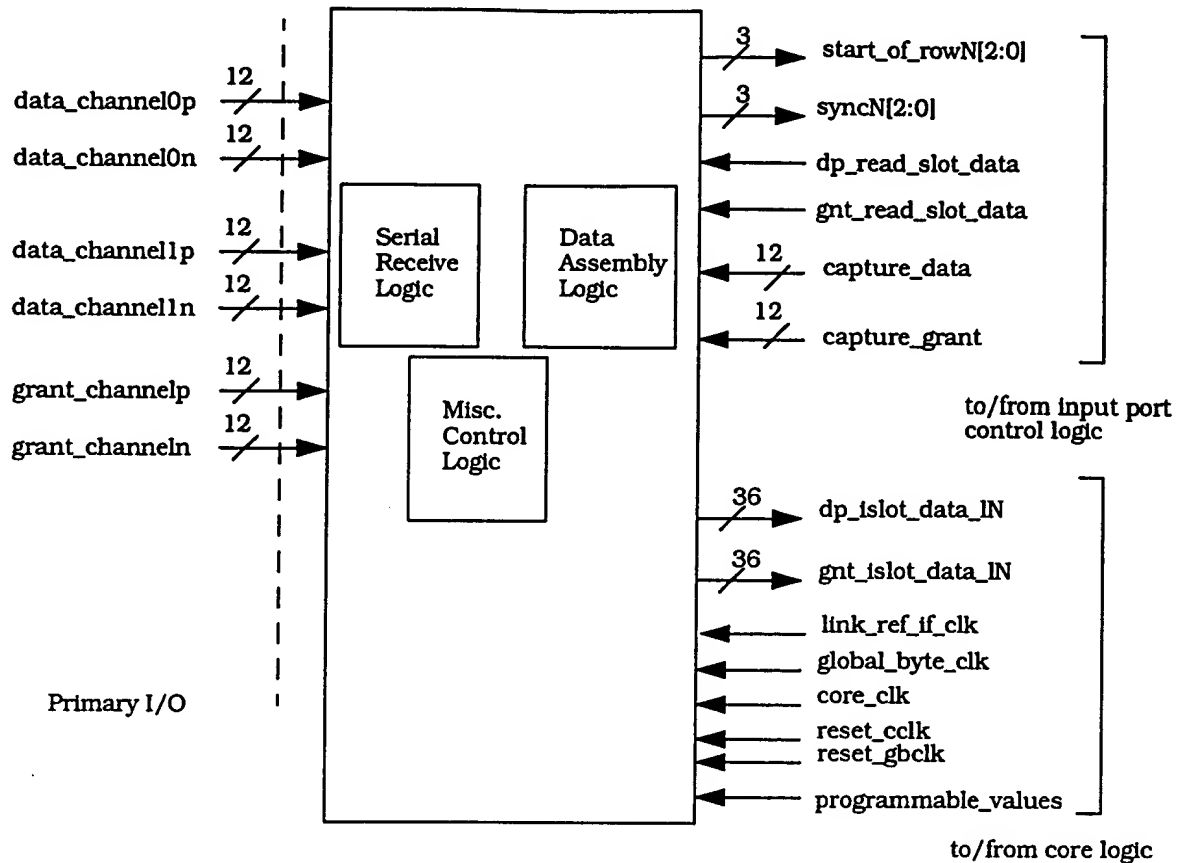 12
data_channel0p
12
data_channel0n
12
data_channel1p
12
data_channel1n
12
grant_channelp
12
grant_channeln
Primary I/O
Serial
Receive
Logic
Data
Assembly
Logic
Misc.
Control
Logic
3
start_of_rowN[2:0]
3
syncN[2:0]
dp_read_slot_data
gnt_read_slot_data
12
capture_data
12
capture_grant
to/from input port
control logic
36
dp_islot_data_lN
36
gnt_islot_data_lN
link_ref_if_clk
global_byte_clk
core_clk
reset_cclk
reset_gbclk
programmable_values
to/from core logic